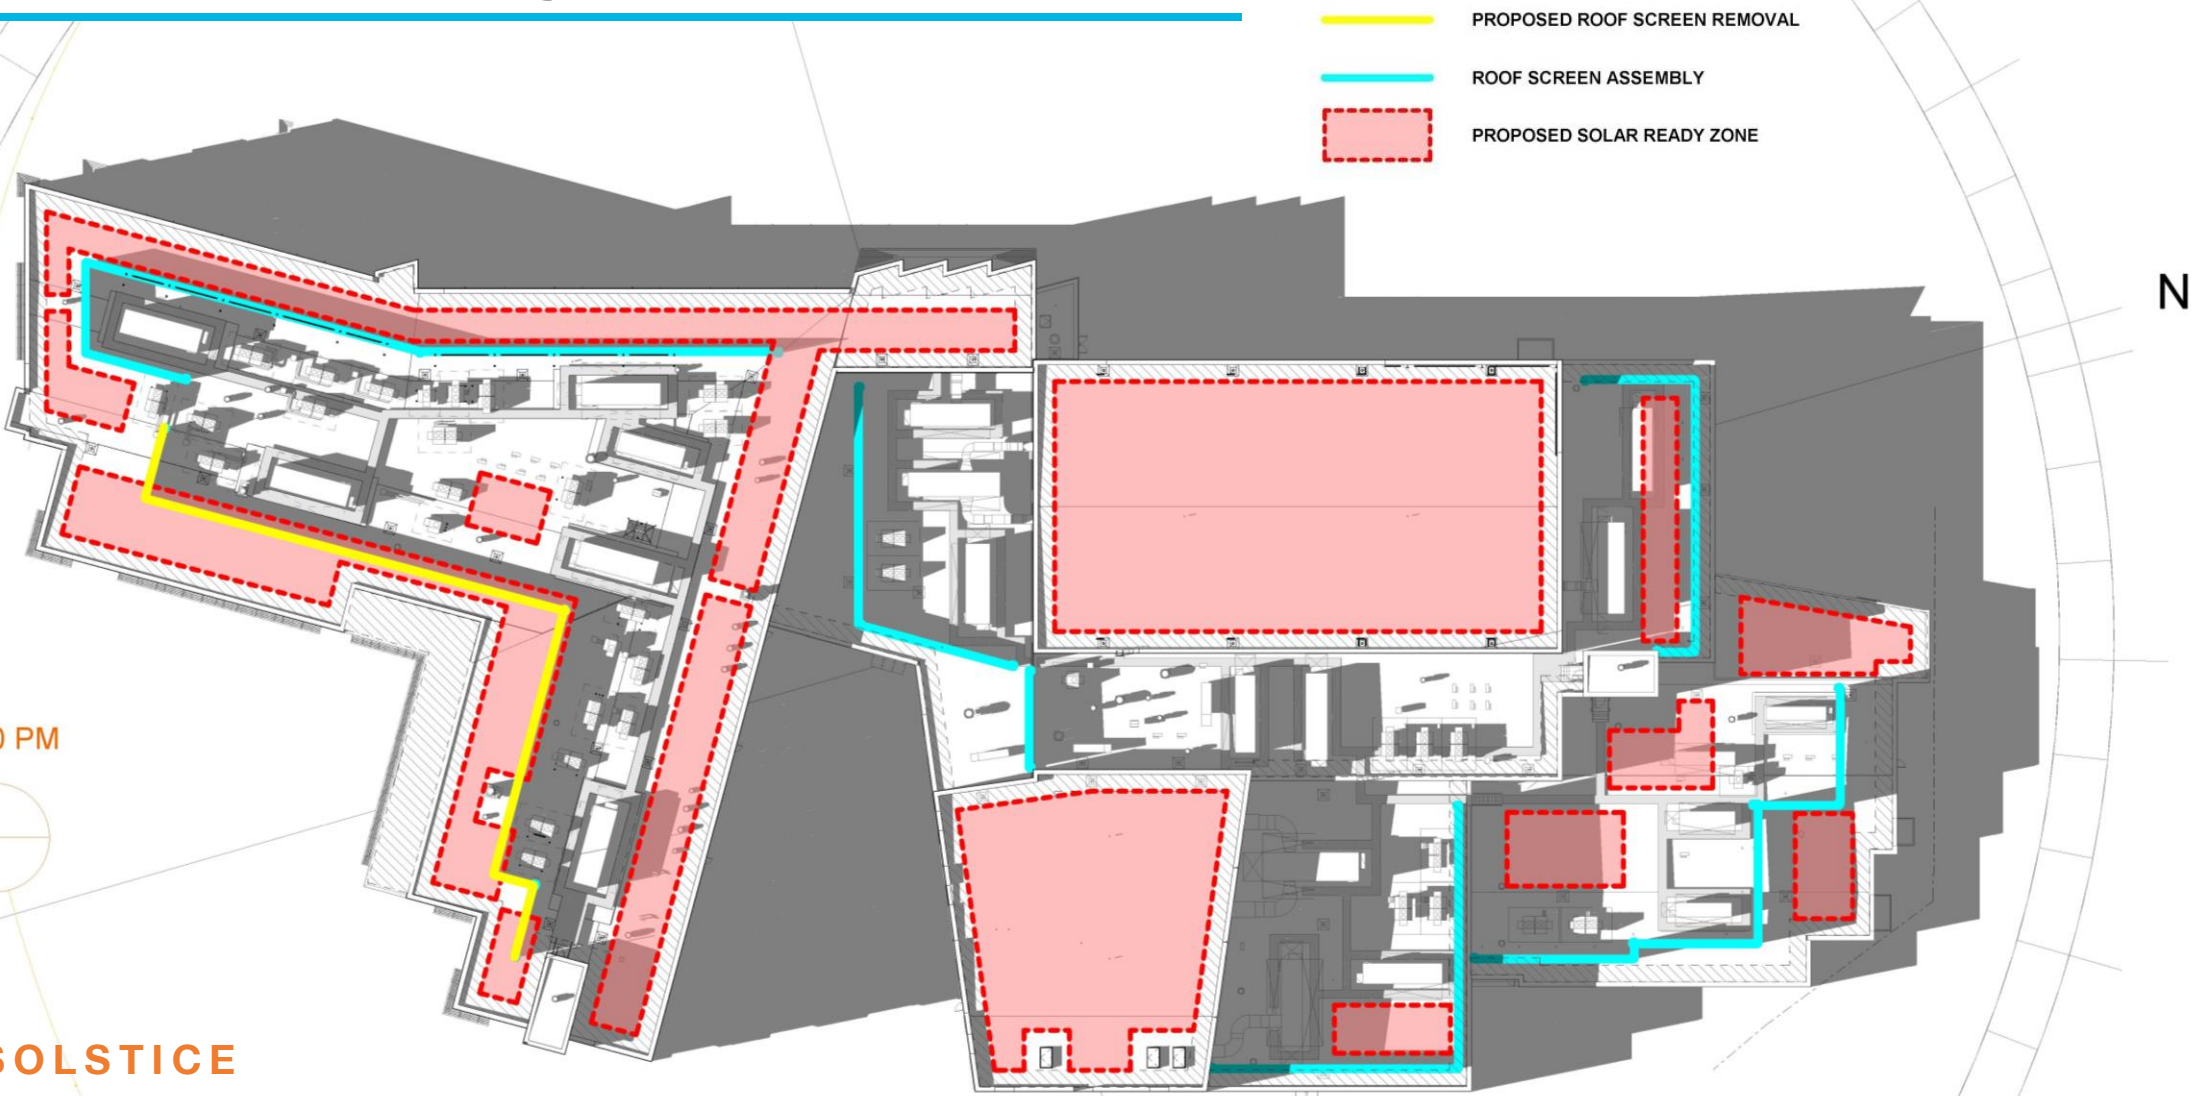 PROPOSED ROOF SCREEN REMOVAL
ROOF SCREEN ASSEMBLY
PROPOSED SOLAR READY ZONE
N
PM
SOLSTICE